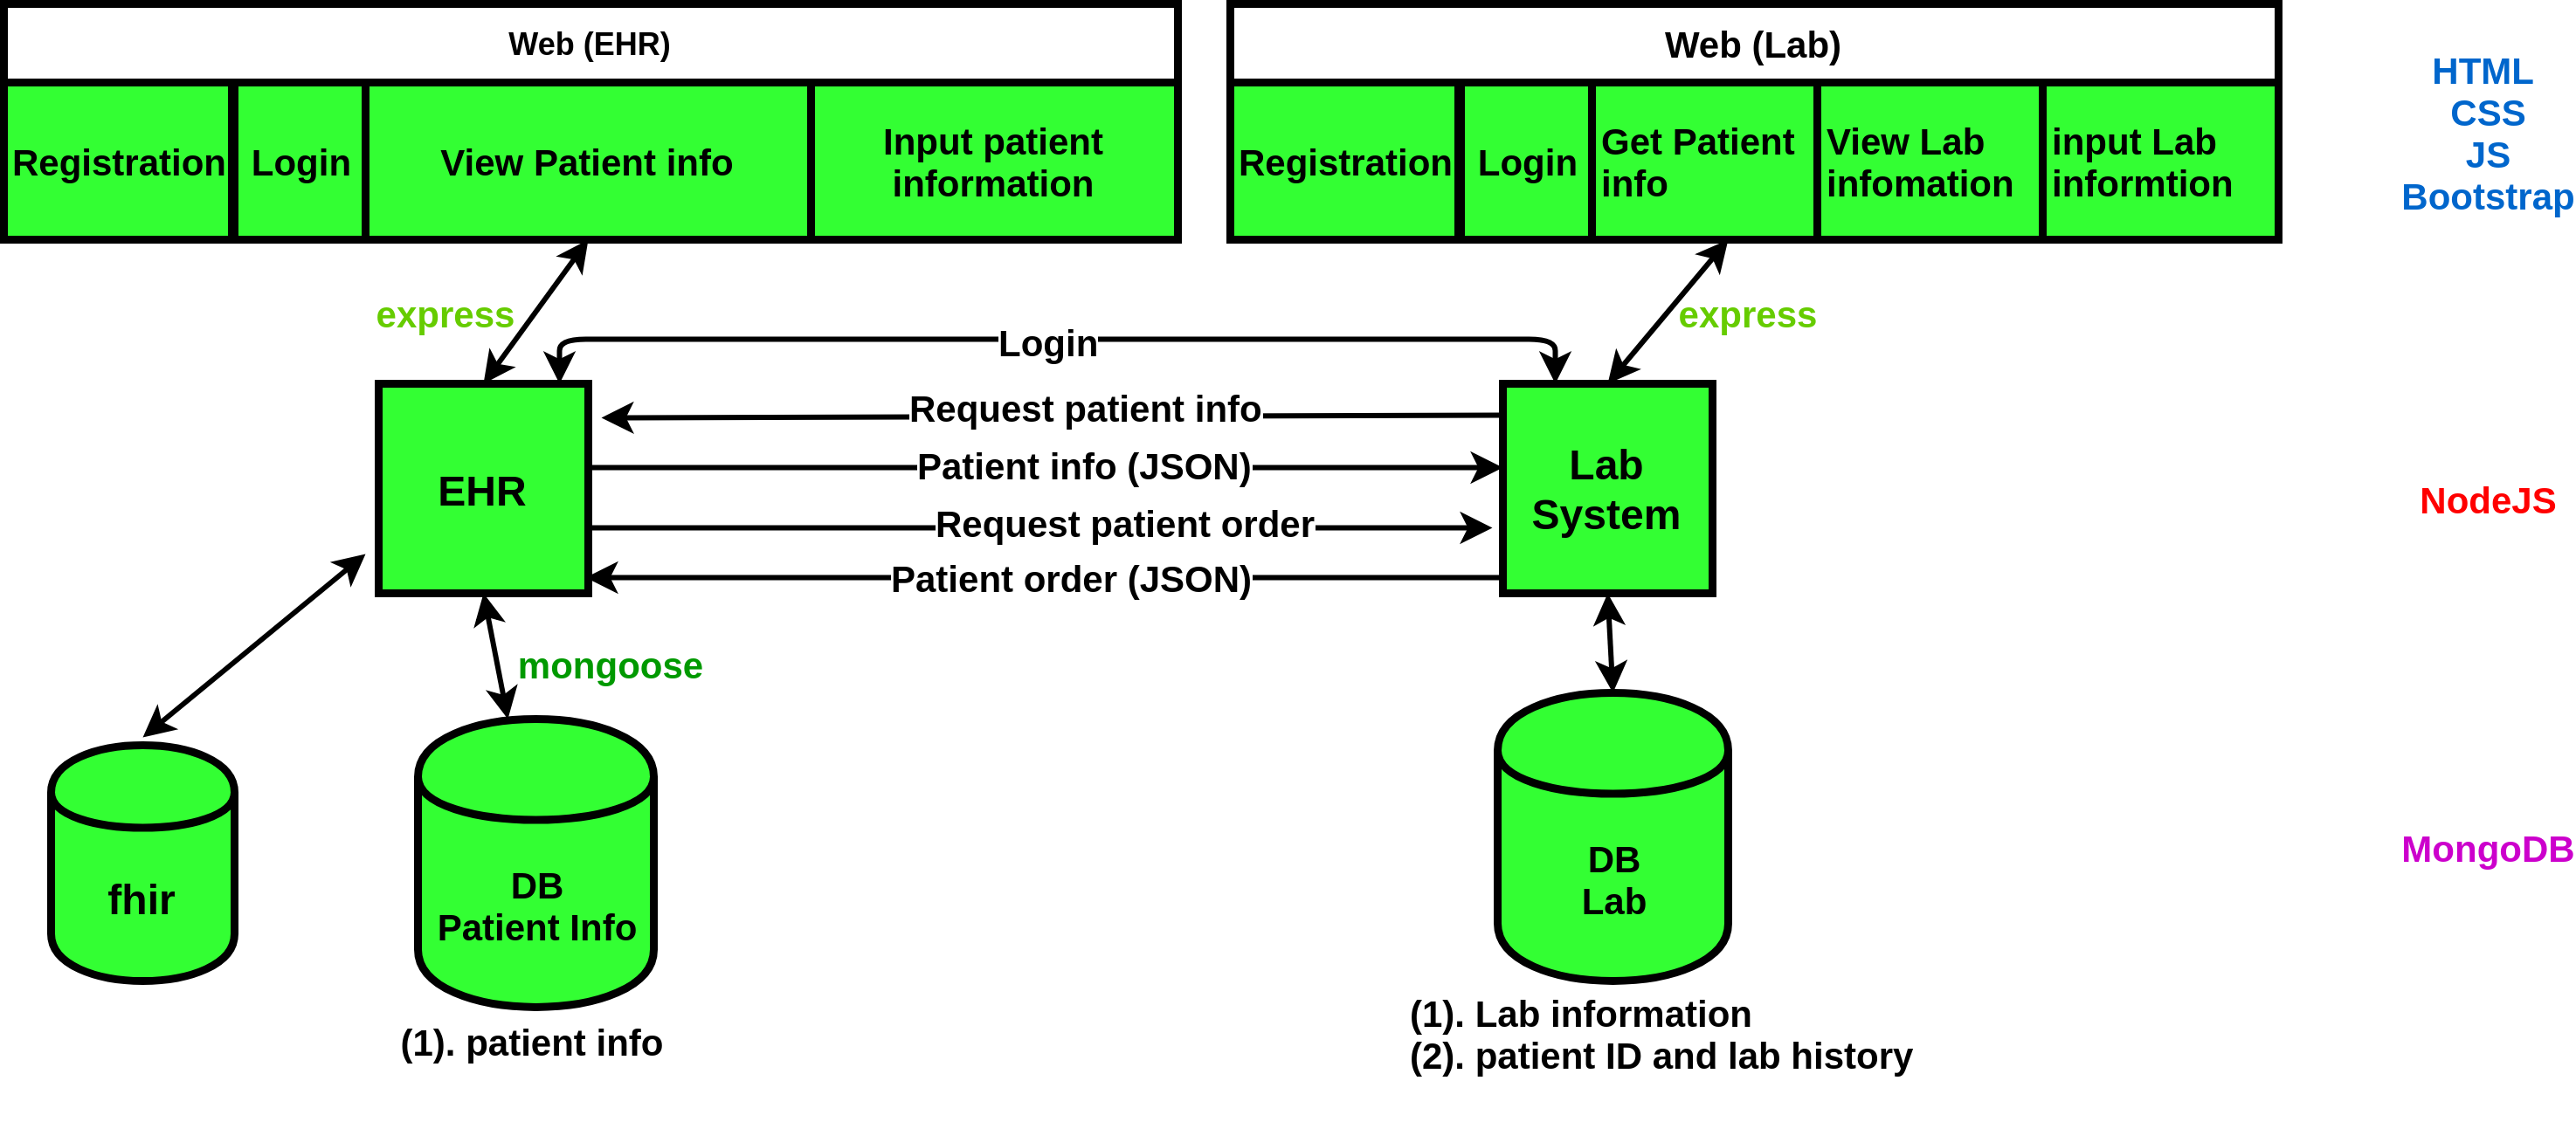 Web (EHR)
Registration
Login
View Patient info
Input patient
information
Web (Lab)
Registration
Login
Get Patient
info
View Lab
infomation
input Lab
informtion
HTML
CSS
JS
Bootstrap
express
express
Login
Request patient info
Patient info (JSON)
Request patient order
Patient order (JSON)
EHR
Lab
System
NodeJS
mongoose
fhir
DB
Patient Info
DB
Lab
MongoDB
(1). patient info
(1). Lab information
(2). patient ID and lab history